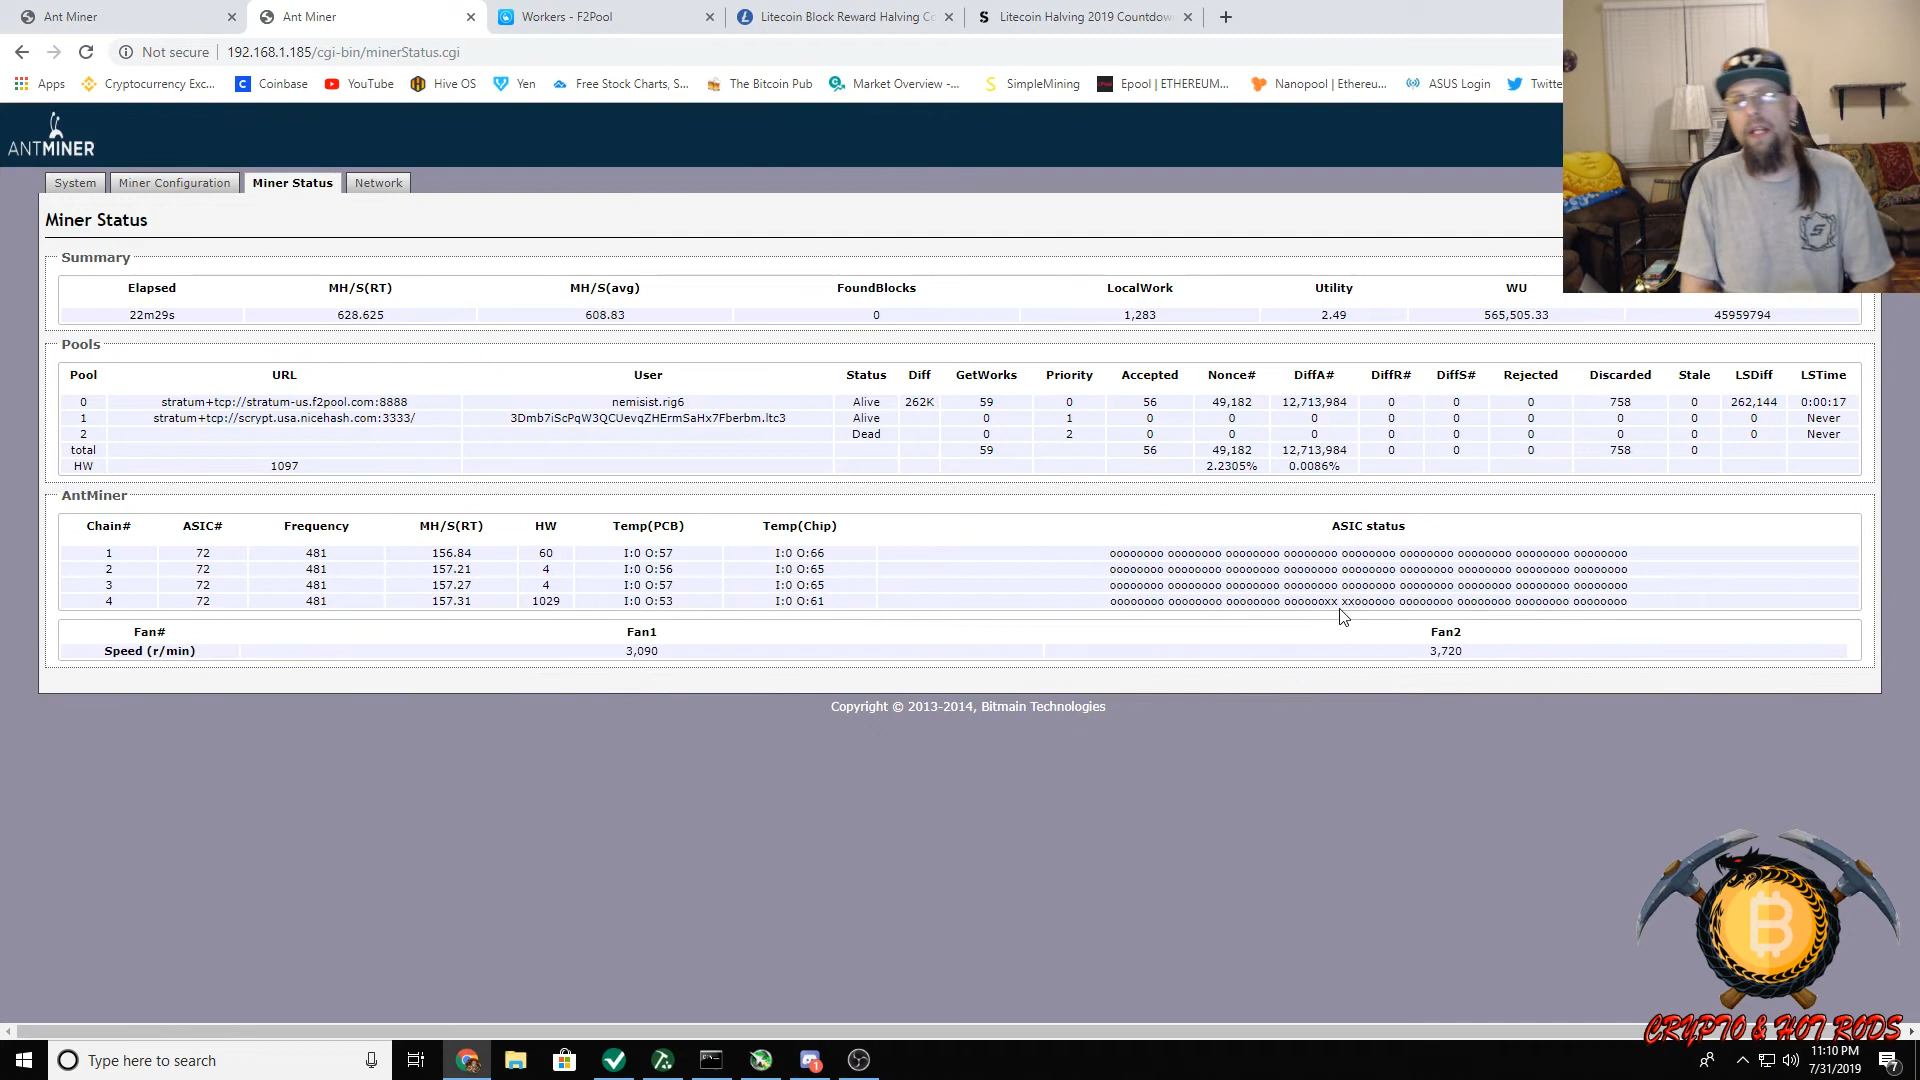 Ant Miner
Ant Miner
Workers - F2Pool
Litecoin Block Reward Halving Co
Litecoin Halving 2019 Countdow
Not secure
192.168.1.185/cgi-bin/minerStatus.cgi
Apps
Cryptocurrency Exc...
Coinbase
YouTube
Hive OS
Yen
Free Stock Charts, S...
The Bitcoin Pub
Market Overview -...
SimpleMining
Epool | ETHEREUM...
Nanopool | Ethereu...
ASUS Login
Twitte
ANTMINER
System
Miner Configuration
Miner Status
Network
Miner Status
Summary
Elapsed MH/S(RT) MH/S(avg) FoundBlocks LocalWork Utility WU
22m29s 628.625 608.83 0 1,283 2.49 565,505.33 45959794
Pools
Pool URL User Status Diff GetWorks Priority Accepted Nonce# DiffA# DiffR# DiffS# Rejected Discarded Stale LSDiff LSTime
0 stratum+tcp://stratum-us.f2pool.com:8888 nemisist.rig6 Alive 262K 59 0 56 49,182 12,713,984 0 0 0 758 0 262,144 0:00:17
1 stratum+tcp://scrypt.usa.nicehash.com:3333/ 3Dmb7iScPqW3QCUevqZHErmSaHx7Fberbm.ltc3 Alive 0 1 0 0 0 0 0 0 0 0 0 Never
2 Dead 0 2 0 0 0 0 0 0 0 0 0 Never
total 59 56 49,182 12,713,984 0 0 0 758 0
HW 1097 2.2305% 0.0086%
AntMiner
Chain# ASIC# Frequency MH/S(RT) HW Temp(PCB) Temp(Chip) ASIC status
1 72 481 156.84 60 I:0 O:57 I:0 O:66 oooooooo oooooooo oooooooo oooooooo oooooooo oooooooo oooooooo oooooooo oooooooo
2 72 481 157.21 4 I:0 O:56 I:0 O:65 oooooooo oooooooo oooooooo oooooooo oooooooo oooooooo oooooooo oooooooo oooooooo
3 72 481 157.27 4 I:0 O:57 I:0 O:65 oooooooo oooooooo oooooooo oooooooo oooooooo oooooooo oooooooo oooooooo oooooooo
4 72 481 157.31 1029 I:0 O:53 I:0 O:61 oooooooo oooooooo oooooooo ooooooxx xxoooooo oooooooo oooooooo oooooooo oooooooo
Fan# Fan1 Fan2
Speed (r/min) 3,090 3,720
Copyright © 2013-2014, Bitmain Technologies
CRYPTO & HOT RODS
Type here to search
11:10 PM
7/31/2019
7
1